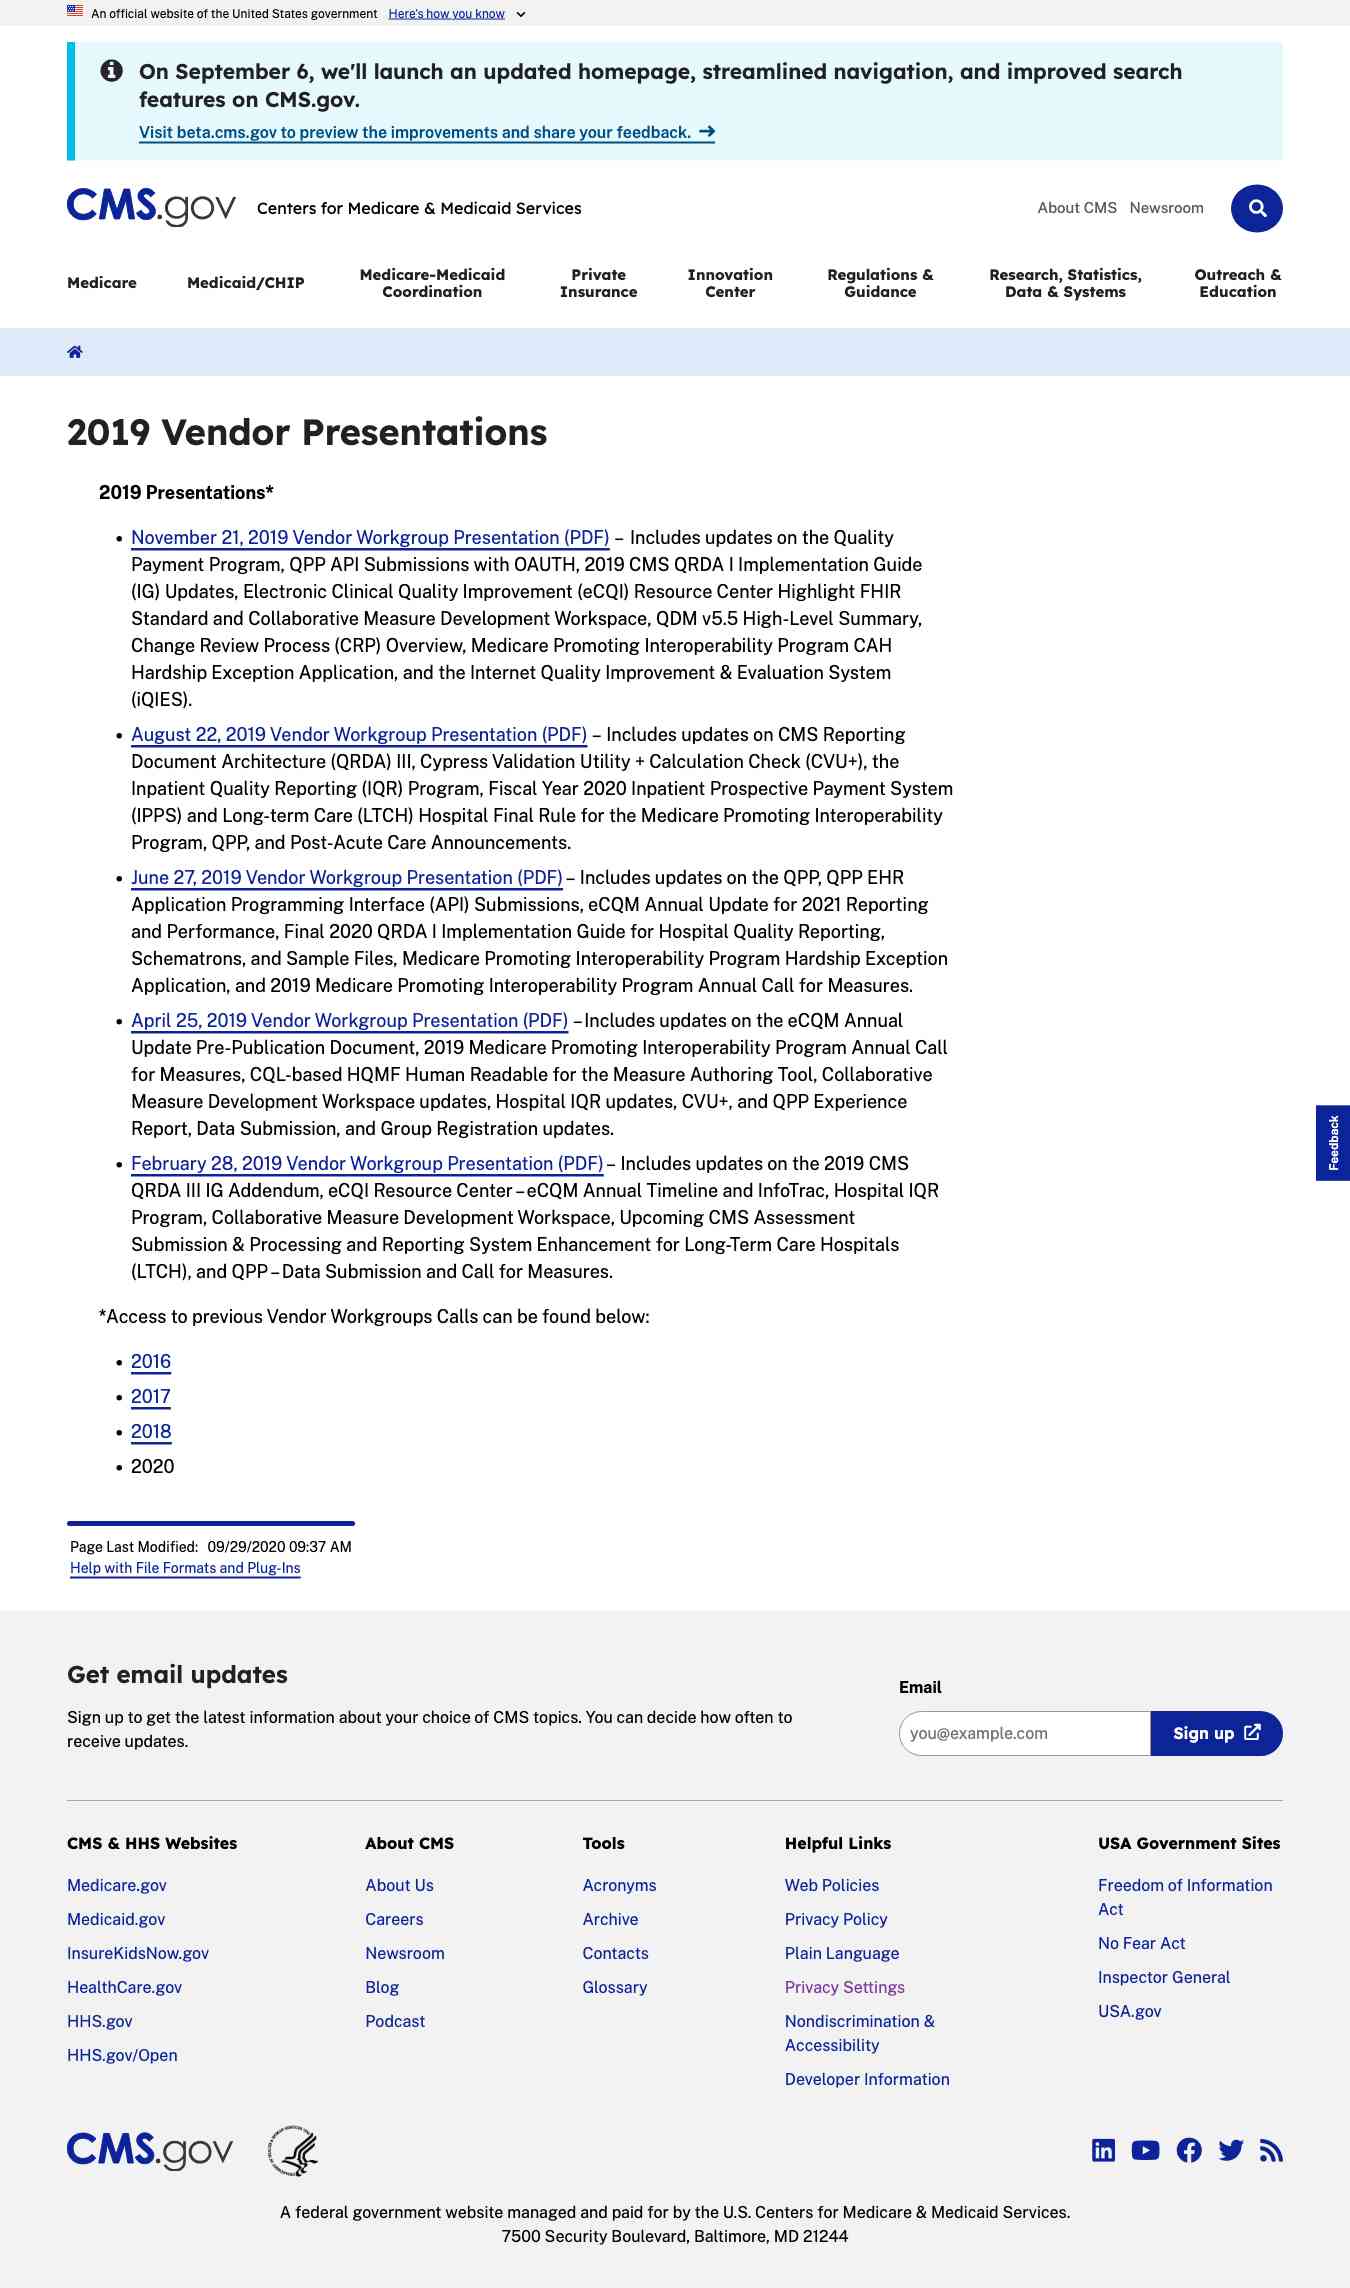 An official website of the United States government Here's how you know
On September 6, we'll launch an updated homepage, streamlined navigation, and improved search
features on CMS.gov.
Visit beta.cms.gov to preview the improvements and share your feedback.
CMS.gov Centers for Medicare & Medicaid Services
About CMS Newsroom
Medicare
Medicaid/CHIP
Medicare-Medicaid
Coordination
Private
Insurance
Innovation
Center
Regulations &
Guidance
Research, Statistics,
Data & Systems
Outreach &
Education
2019 Vendor Presentations
2019 Presentations*
• November 21, 2019 Vendor Workgroup Presentation (PDF) – Includes updates on the Quality
Payment Program, QPP API Submissions with OAUTH, 2019 CMS QRDA I Implementation Guide
(IG) Updates, Electronic Clinical Quality Improvement (eCQI) Resource Center Highlight FHIR
Standard and Collaborative Measure Development Workspace, QDM v5.5 High-Level Summary,
Change Review Process (CRP) Overview, Medicare Promoting Interoperability Program CAH
Hardship Exception Application, and the Internet Quality Improvement & Evaluation System
(iQIES).
• August 22, 2019 Vendor Workgroup Presentation (PDF) – Includes updates on CMS Reporting
Document Architecture (QRDA) III, Cypress Validation Utility + Calculation Check (CVU+), the
Inpatient Quality Reporting (IQR) Program, Fiscal Year 2020 Inpatient Prospective Payment System
(IPPS) and Long-term Care (LTCH) Hospital Final Rule for the Medicare Promoting Interoperability
Program, QPP, and Post-Acute Care Announcements.
• June 27, 2019 Vendor Workgroup Presentation (PDF) – Includes updates on the QPP, QPP EHR
Application Programming Interface (API) Submissions, eCQM Annual Update for 2021 Reporting
and Performance, Final 2020 QRDA I Implementation Guide for Hospital Quality Reporting,
Schematrons, and Sample Files, Medicare Promoting Interoperability Program Hardship Exception
Application, and 2019 Medicare Promoting Interoperability Program Annual Call for Measures.
• April 25, 2019 Vendor Workgroup Presentation (PDF) –Includes updates on the eCQM Annual
Update Pre-Publication Document, 2019 Medicare Promoting Interoperability Program Annual Call
for Measures, CQL-based HQMF Human Readable for the Measure Authoring Tool, Collaborative
Measure Development Workspace updates, Hospital IQR updates, CVU+, and QPP Experience
Report, Data Submission, and Group Registration updates.
• February 28, 2019 Vendor Workgroup Presentation (PDF) – Includes updates on the 2019 CMS
QRDA III IG Addendum, eCQI Resource Center – eCQM Annual Timeline and InfoTrac, Hospital IQR
Program, Collaborative Measure Development Workspace, Upcoming CMS Assessment
Submission & Processing and Reporting System Enhancement for Long-Term Care Hospitals
(LTCH), and QPP – Data Submission and Call for Measures.
*Access to previous Vendor Workgroups Calls can be found below:
• 2016
• 2017
• 2018
• 2020
Feedback
Page Last Modified: 09/29/2020 09:37 AM
Help with File Formats and Plug-Ins
Get email updates
Sign up to get the latest information about your choice of CMS topics. You can decide how often to
receive updates.
Email
you@example.com
Sign up
CMS & HHS Websites
Medicare.gov
Medicaid.gov
InsureKidsNow.gov
HealthCare.gov
HHS.gov
HHS.gov/Open
About CMS
About Us
Careers
Newsroom
Blog
Podcast
Tools
Acronyms
Archive
Contacts
Glossary
Helpful Links
Web Policies
Privacy Policy
Plain Language
Privacy Settings
Nondiscrimination &
Accessibility
Developer Information
USA Government Sites
Freedom of Information
Act
No Fear Act
Inspector General
USA.gov
CMS.gov
A federal government website managed and paid for by the U.S. Centers for Medicare & Medicaid Services.
7500 Security Boulevard, Baltimore, MD 21244